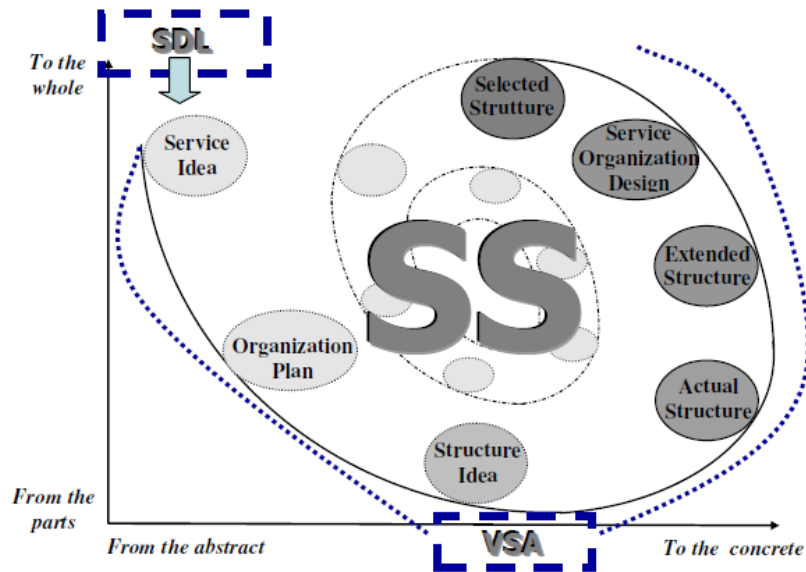 SDL
To the
whole
Service
Idea
Selected
Strutture
Service
Organization
Design
SS
Extended
Structure
Organization
Plan
Actual
Structure
Structure
Idea
From the
parts
From the abstract
VSA
To the concrete